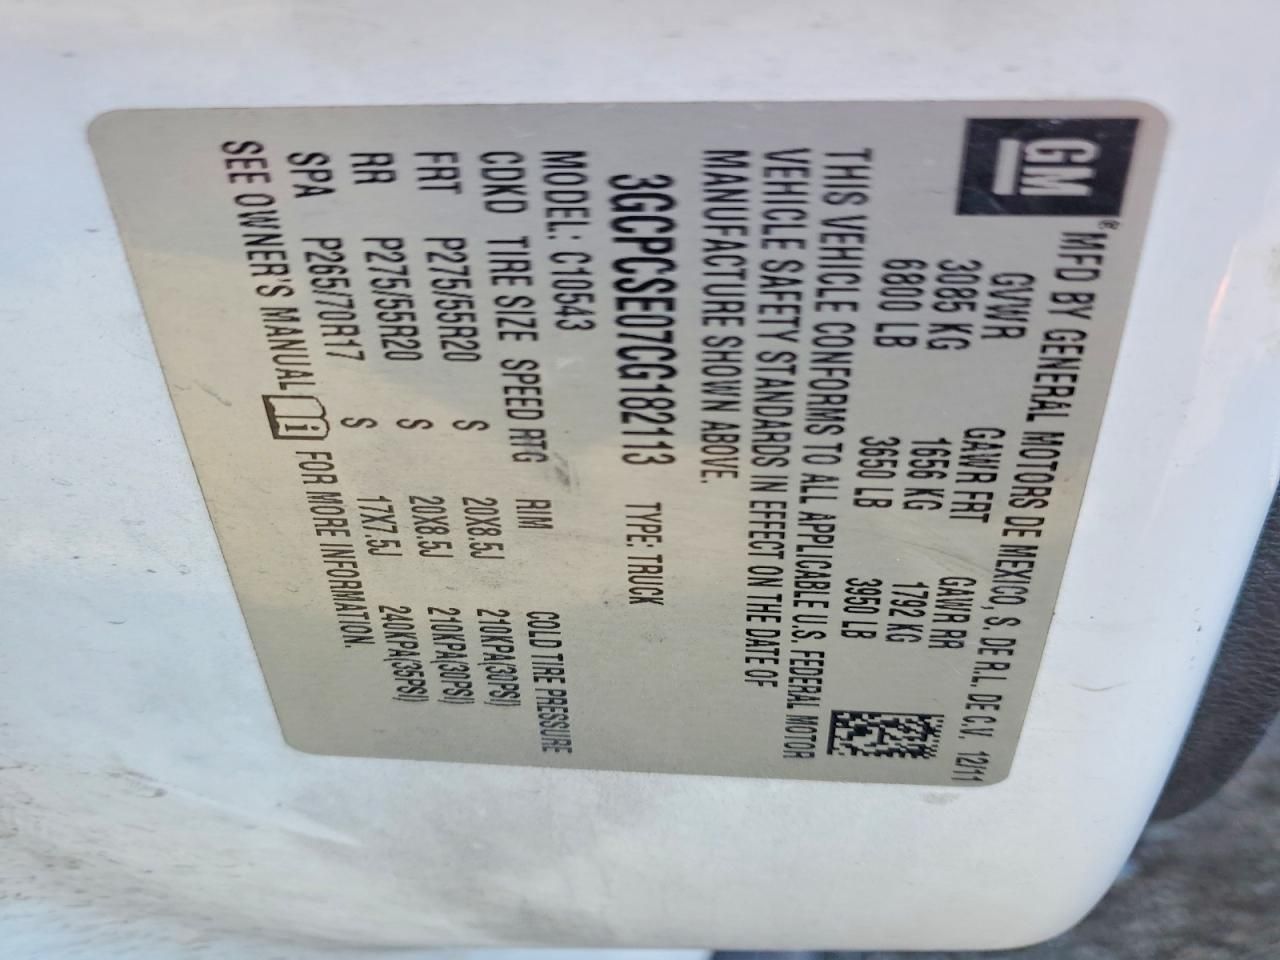 GM® MFD BY GENERAL MOTORS DE MEXICO, S. DE R.L. DE C.V. 12/11
GVWR GAWR FRT GAWR RR
3085 KG 1656 KG 1792 KG
6800 LB 3650 LB 3950 LB
THIS VEHICLE CONFORMS TO ALL APPLICABLE U.S. FEDERAL MOTOR
VEHICLE SAFETY STANDARDS IN EFFECT ON THE DATE OF
MANUFACTURE SHOWN ABOVE.
3GCPCSE07CG182113 TYPE: TRUCK
MODEL: C10543
CDKD TIRE SIZE SPEED RTG RIM COLD TIRE PRESSURE
FRT P275/55R20 S 20X8.5J 210KPA(30PSI)
RR P275/55R20 S 20X8.5J 210KPA(30PSI)
SPA P265/70R17 S 17X7.5J 240KPA(35PSI)
SEE OWNER'S MANUAL i FOR MORE INFORMATION.